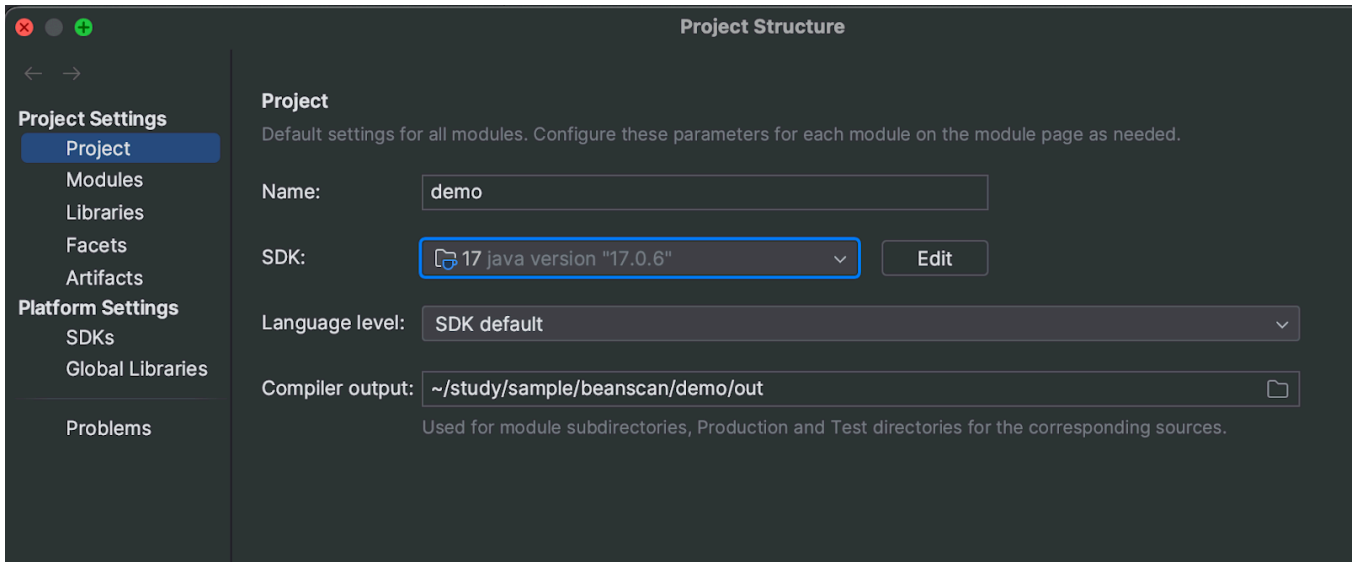 Project Structure
Project Settings
Project
Modules
Libraries
Facets
Artifacts
Platform Settings
SDKs
Global Libraries
Problems
Project
Default settings for all modules. Configure these parameters for each module on the module page as needed.
Name: demo
SDK: 17 java version "17.0.6" Edit
Language level: SDK default
Compiler output: ~/study/sample/beanscan/demo/out
Used for module subdirectories, Production and Test directories for the corresponding sources.